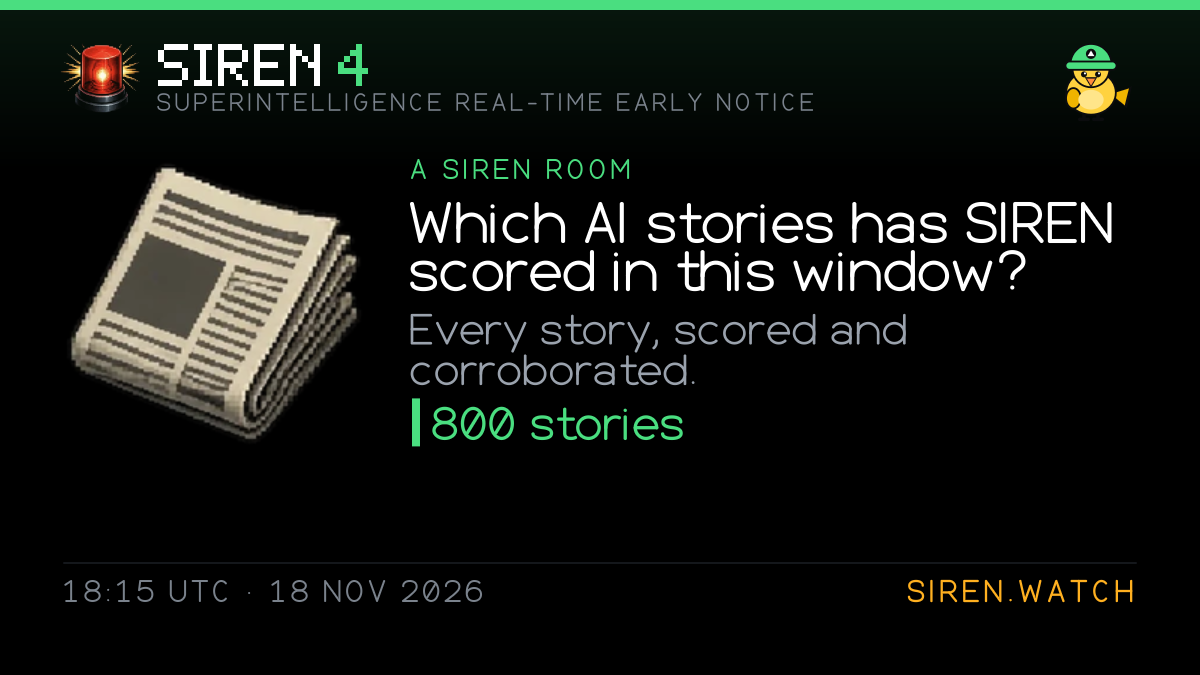 SIREN 4
SUPERINTELLIGENCE REAL-TIME EARLY NOTICE
A SIREN ROOM
Which AI stories has SIREN
scored in this window?
Every story, scored and
corroborated.
800 stories
18:15 UTC · 18 NOV 2026
SIREN.WATCH